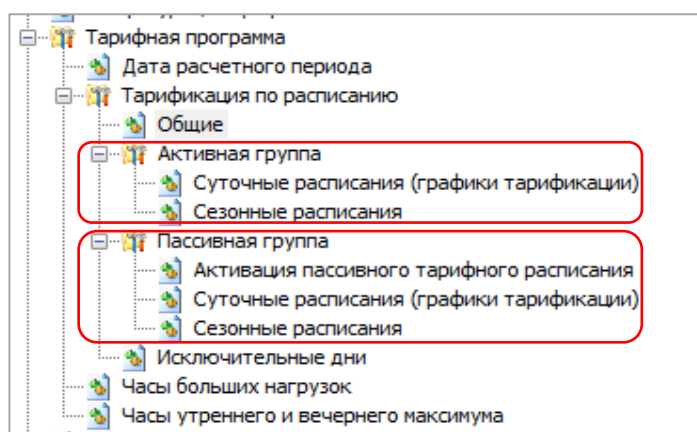 Тарифная программа
Дата расчетного периода
Тарификация по расписанию
Общие
Активная группа
Суточные расписания (графики тарификации)
Сезонные расписания
Пассивная группа
Активация пассивного тарифного расписания
Суточные расписания (графики тарификации)
Сезонные расписания
Исключительные дни
Часы больших нагрузок
Часы утреннего и вечернего максимума